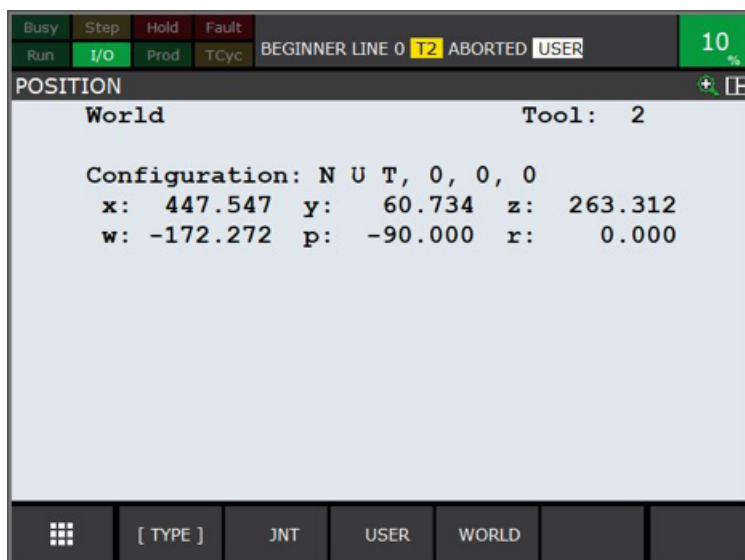 Busy Step Hold Fault
Run I/O Prod TCyc BEGINNER LINE 0 T2 ABORTED USER 10 %
POSITION
World Tool: 2
Configuration: N U T, 0, 0, 0
x: 447.547 y: 60.734 z: 263.312
w: -172.272 p: -90.000 r: 0.000
[ TYPE ] JNT USER WORLD